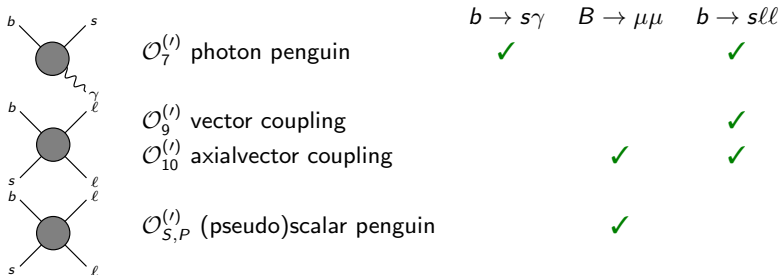 b → sγ B → μμ b → sℓℓ
b s
𝒪₇⁽′⁾ photon penguin ✓ ✓
γ
b ℓ
𝒪₉⁽′⁾ vector coupling ✓
𝒪₁₀⁽′⁾ axialvector coupling ✓ ✓
s ℓ
b ℓ
𝒪_{S,P}⁽′⁾ (pseudo)scalar penguin ✓
s ℓ